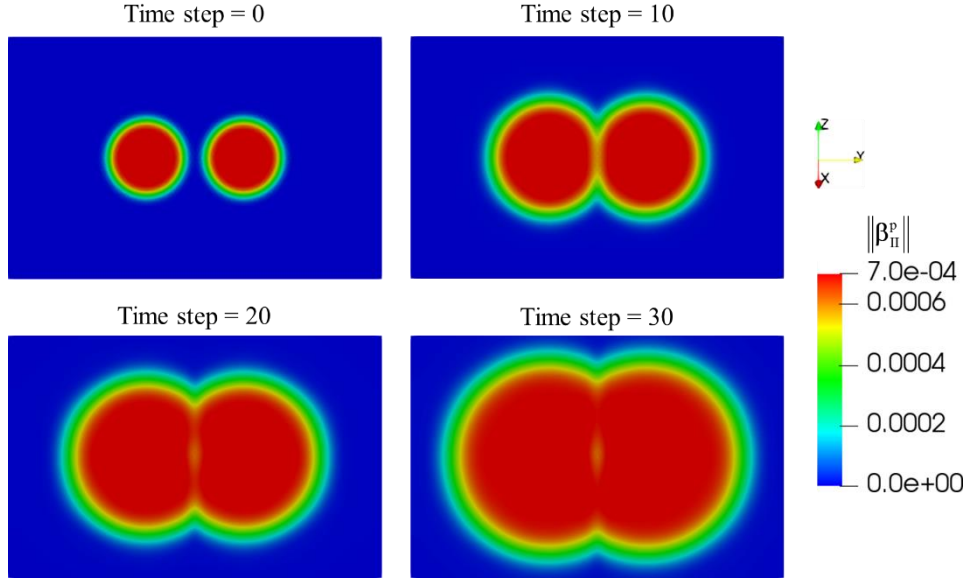 Time step = 0
Time step = 10
Z
Y
X
‖β^p_Π‖
7.0e-04
0.0006
0.0004
0.0002
0.0e+00
Time step = 20
Time step = 30